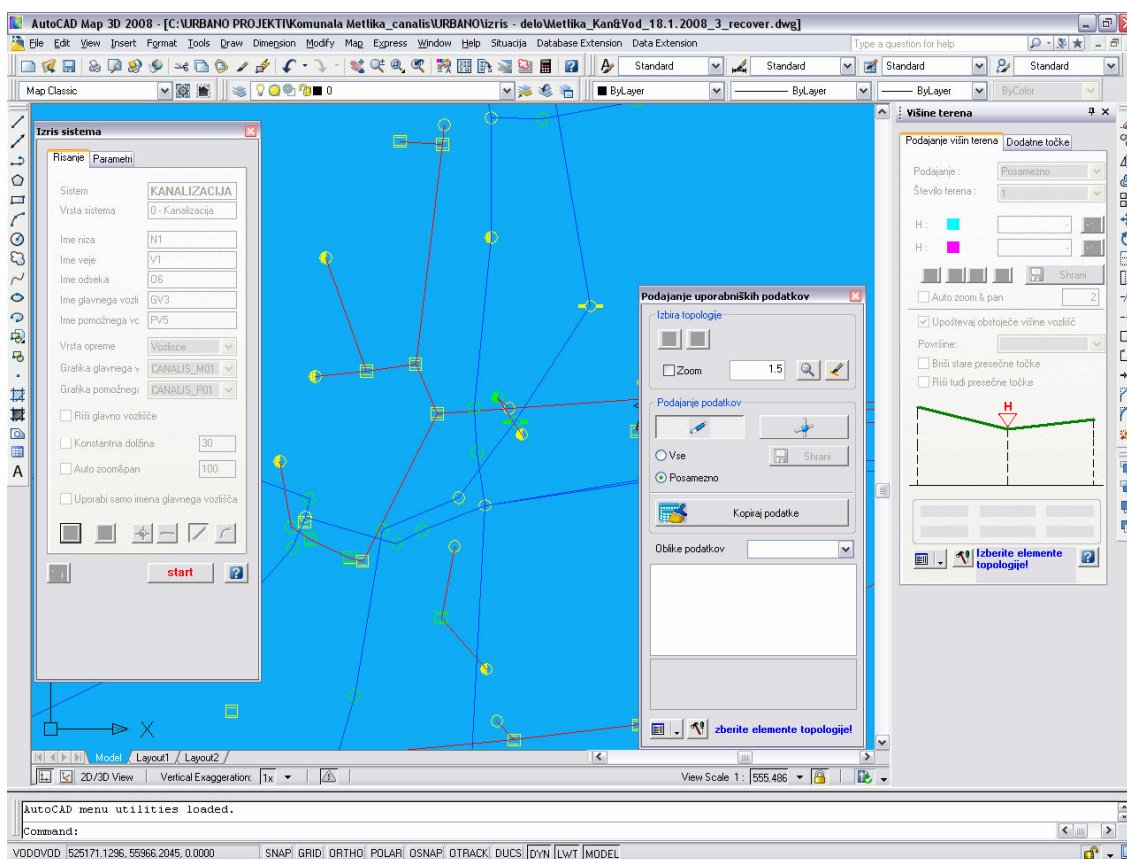 AutoCAD Map 3D 2008 - [C:\URBANO PROJEKTI\Komunala Metlika_canalis\URBANO\izris - delo\Metlika_Kan&Vod_18.1.2008_3_recover.dwg]
File Edit View Insert Format Tools Draw Dimension Modify Map Express Window Help Situacija Database Extension Data Extension
Type a question for help
Standard Standard Standard Standard
Map Classic 0 ByLayer ByLayer ByLayer ByColor
Izris sistema
Risanje Parametri
Sistem KANALIZACIJA
Vrsta sistema 0 - Kanalizacija
Ime niza N1
Ime veje V1
Ime odseka O6
Ime glavnega vozli GV3
Ime pomožnega vc PV5
Vrsta opreme Vozlisce
Grafika glavnega v CANALIS_M01
Grafika pomožneg CANALIS_P01
Riši glavno vozlišče
Konstantna dolžina 30
Auto zoom&pan 100
Uporabi samo imena glavnega vozlišča
start
X
Podajanje uporabniških podatkov
Izbira topologije
Zoom 1.5
Podajanje podatkov
Vse
Shrani
Posamezno
Kopiraj podatke
Oblike podatkov
zberite elemente topologije!
Višine terena
Podajanje višin terena Dodatne točke
Podajanje : Posamezno
Število terena : 1
H :
H :
Shrani
Auto zoom & pan 2
Upoštevaj obstoječe višine vozlišč
Površine:
Briši stare presečne točke
Riši tudi presečne točke
H
Izberite elemente
topologije!
Model Layout1 Layout2
2D/3D View Vertical Exaggeration: 1x View Scale 1 : 555.486
AutoCAD menu utilities loaded.
Command:
VODOVOD 525171.1296, 55966.2045, 0.0000 SNAP GRID ORTHO POLAR OSNAP OTRACK DUCS DYN LWT MODEL
A